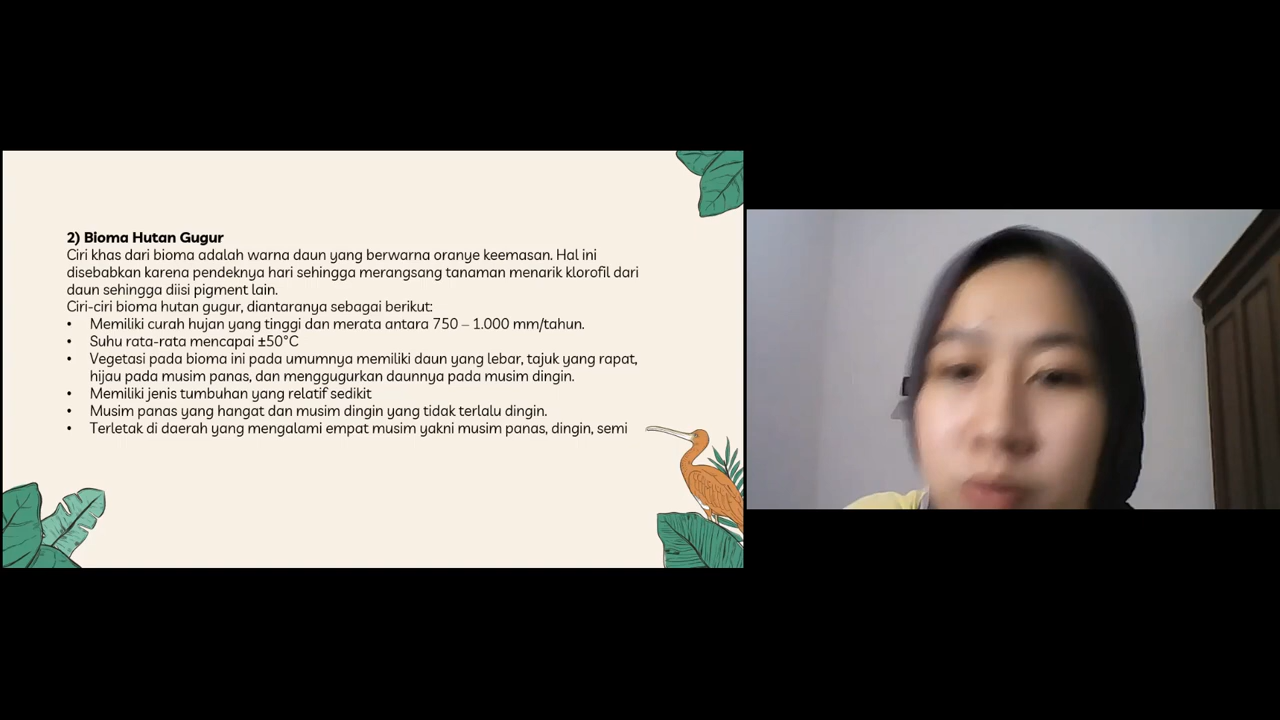 2) Bioma Hutan Gugur
Ciri khas dari bioma adalah warna daun yang berwarna oranye keemasan. Hal ini
disebabkan karena pendeknya hari sehingga merangsang tanaman menarik klorofil dari
daun sehingga diisi pigment lain.
Ciri-ciri bioma hutan gugur, diantaranya sebagai berikut:
• Memiliki curah hujan yang tinggi dan merata antara 750 – 1.000 mm/tahun.
• Suhu rata-rata mencapai ±50°C
• Vegetasi pada bioma ini pada umumnya memiliki daun yang lebar, tajuk yang rapat,
hijau pada musim panas, dan menggugurkan daunnya pada musim dingin.
• Memiliki jenis tumbuhan yang relatif sedikit
• Musim panas yang hangat dan musim dingin yang tidak terlalu dingin.
• Terletak di daerah yang mengalami empat musim yakni musim panas, dingin, semi